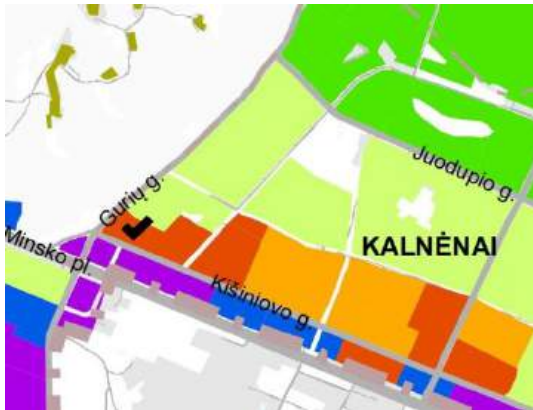 Juodupio g.
Gurių g.
KALNĖNAI
Minsko pl.
Kišiniovo g.